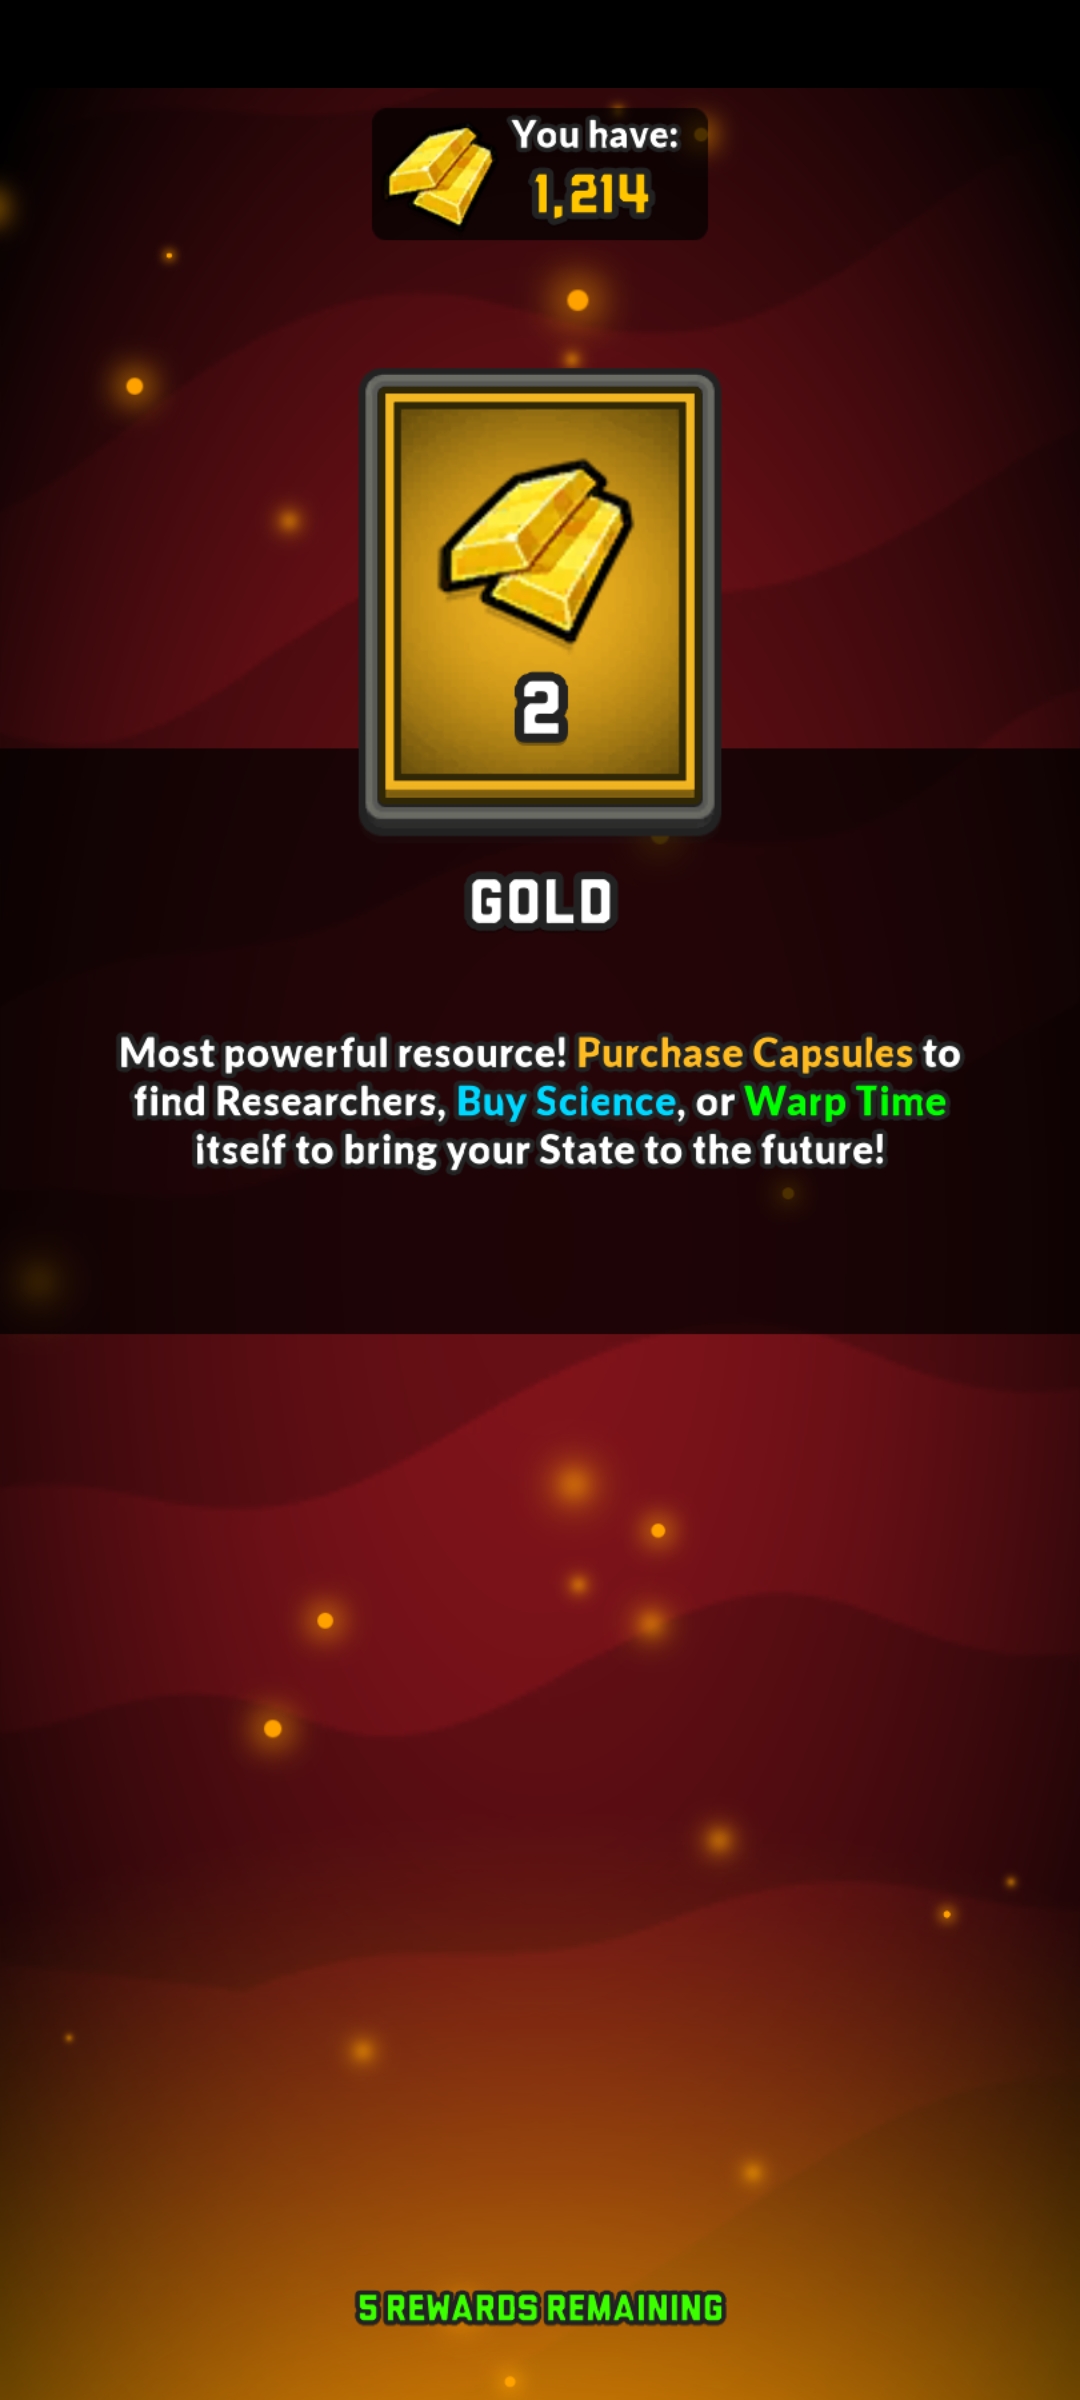 You have:
1,214
2
GOLD
Most powerful resource! Purchase Capsules to
find Researchers, Buy Science, or Warp Time
itself to bring your State to the future!
5 REWARDS REMAINING